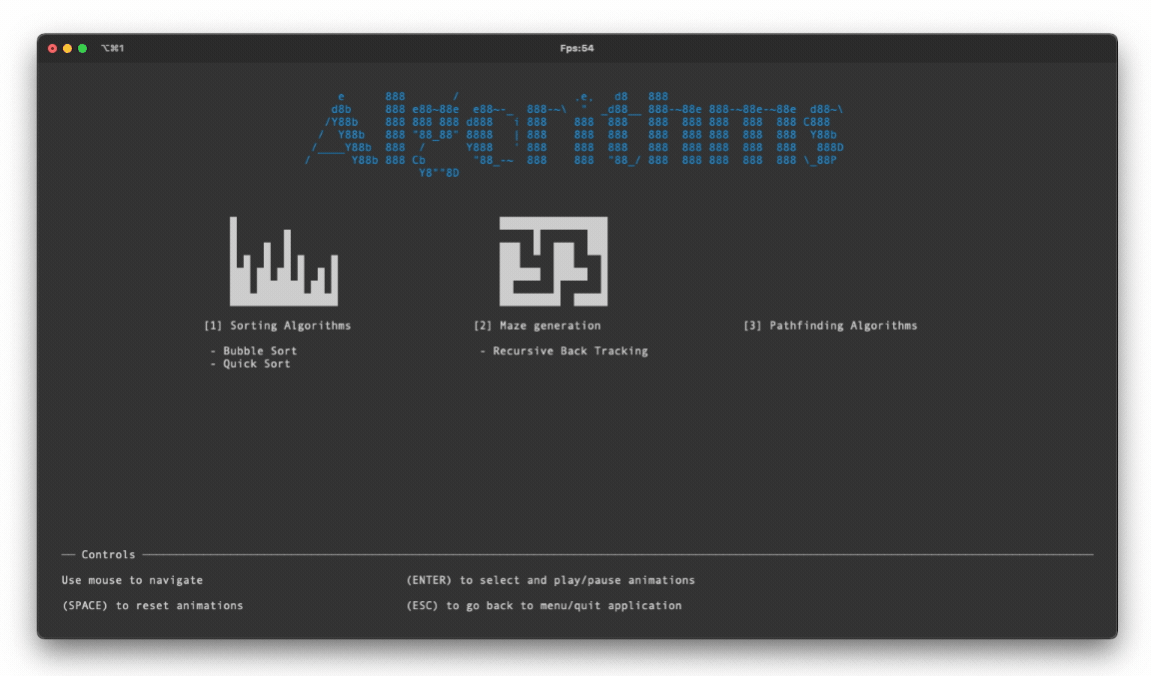 ⌥⌘1
Fps:54
Algorithms
[1] Sorting Algorithms
- Bubble Sort
- Quick Sort
[2] Maze generation
- Recursive Back Tracking
[3] Pathfinding Algorithms
Controls
Use mouse to navigate
(ENTER) to select and play/pause animations
(SPACE) to reset animations
(ESC) to go back to menu/quit application